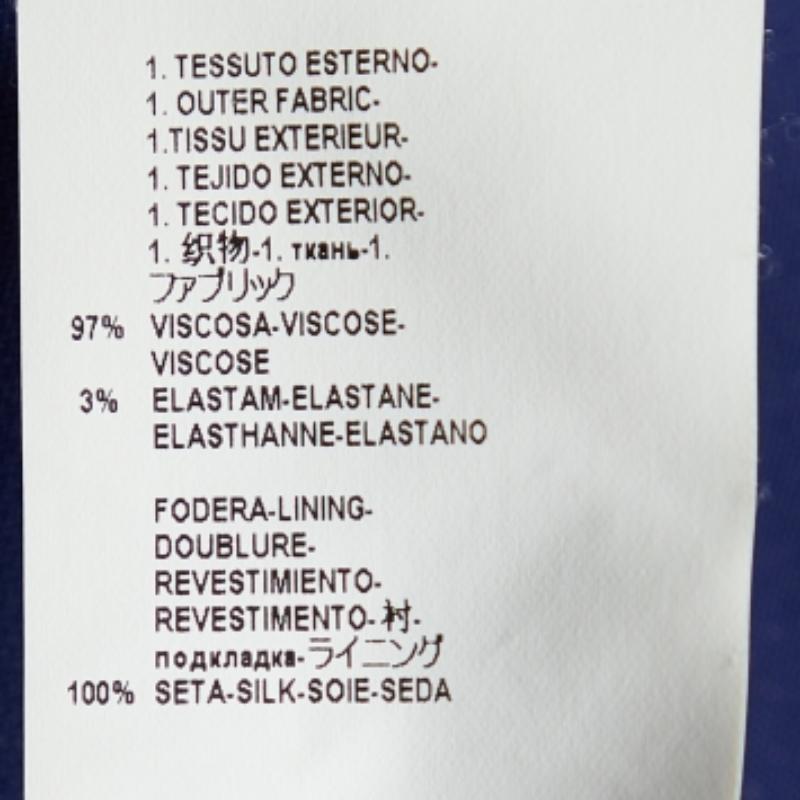 1. TESSUTO ESTERNO-
1. OUTER FABRIC-
1.TISSU EXTERIEUR-
1. TEJIDO EXTERNO-
1. TECIDO EXTERIOR-
1. 织物-1. ткань-1.
ファブリック
97% VISCOSA-VISCOSE-
VISCOSE
3% ELASTAM-ELASTANE-
ELASTHANNE-ELASTANO
FODERA-LINING-
DOUBLURE-
REVESTIMIENTO-
REVESTIMENTO-衬-
подкладка-ライニング
100% SETA-SILK-SOIE-SEDA